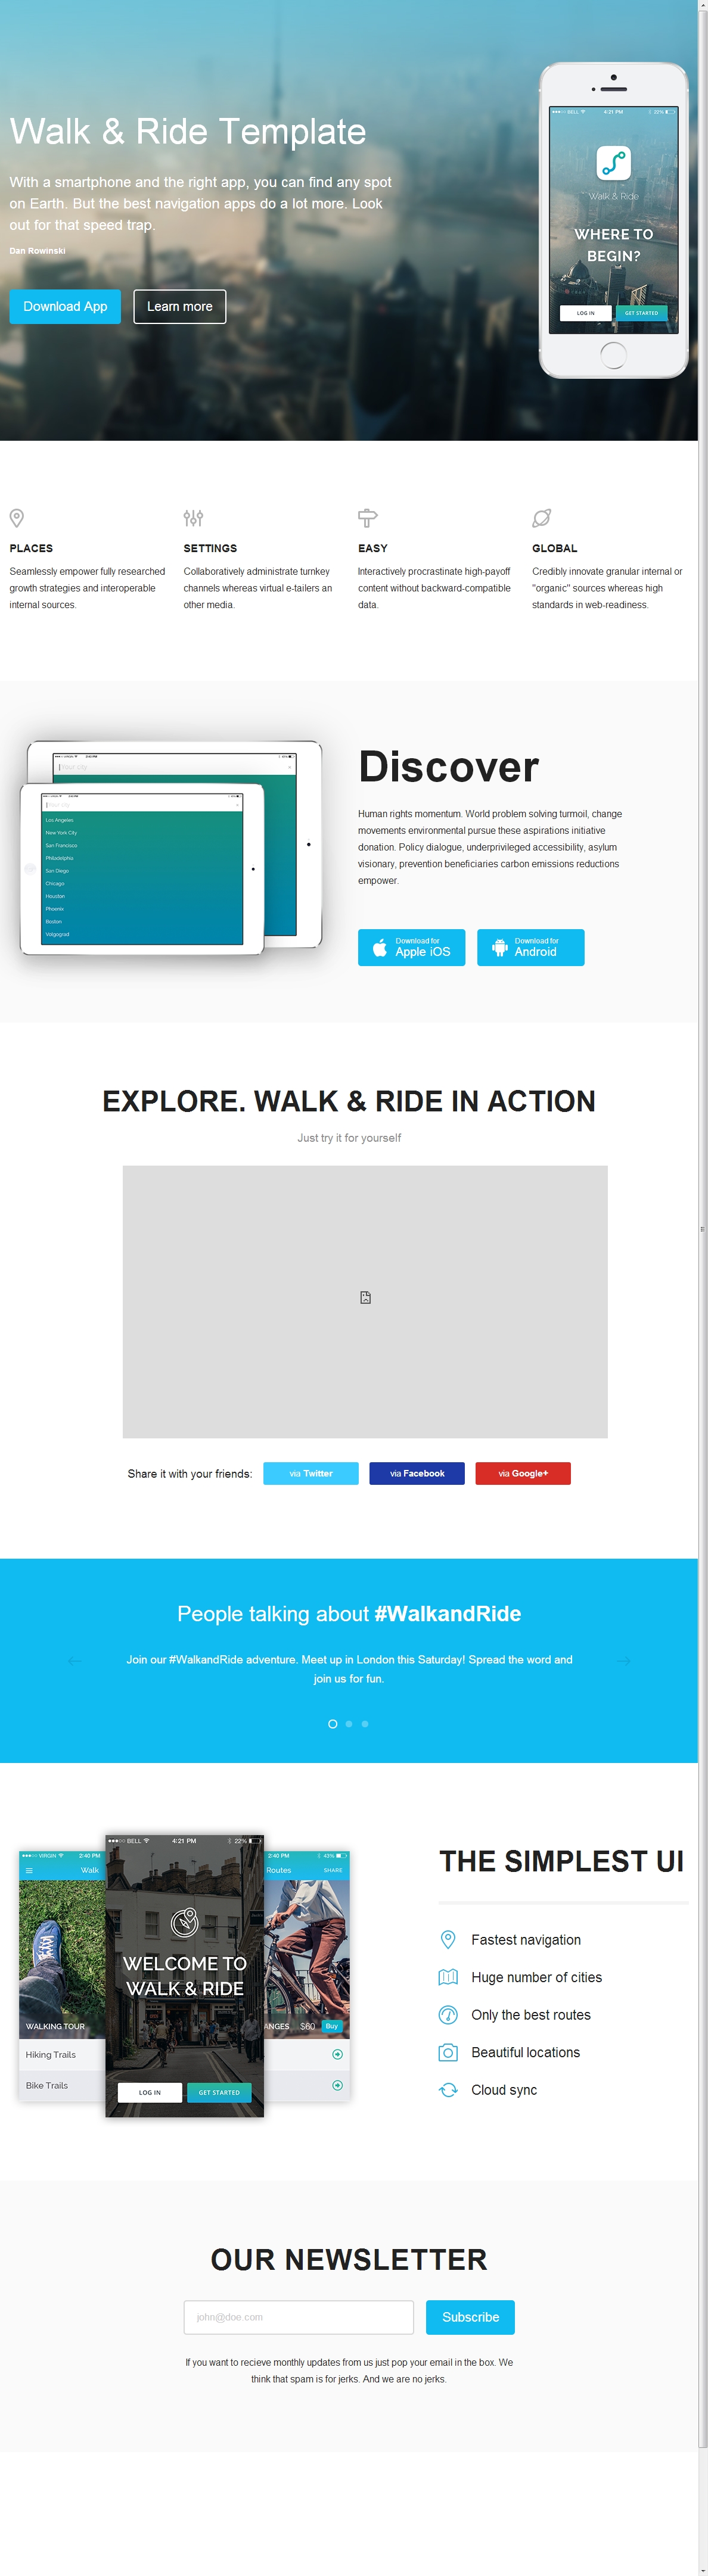 Walk & Ride Template
With a smartphone and the right app, you can find any spot
on Earth. But the best navigation apps do a lot more. Look
out for that speed trap.
Dan Rowinski
Download App
Learn more
BELL
4:21 PM
22%
Walk & Ride
WHERE TO
BEGIN?
LOG IN
GET STARTED
PLACES
Seamlessly empower fully researched
growth strategies and interoperable
internal sources.
SETTINGS
Collaboratively administrate turnkey
channels whereas virtual e-tailers an
other media.
EASY
Interactively procrastinate high-payoff
content without backward-compatible
data.
GLOBAL
Credibly innovate granular internal or
"organic" sources whereas high
standards in web-readiness.
Your city
Your city
Los Angeles
New York City
San Francisco
Philadelphia
San Diego
Chicago
Houston
Phoenix
Boston
Volgograd
Discover
Human rights momentum. World problem solving turmoil, change
movements environmental pursue these aspirations initiative
donation. Policy dialogue, underprivileged accessibility, asylum
visionary, prevention beneficiaries carbon emissions reductions
empower.
Download for
Apple iOS
Download for
Android
EXPLORE. WALK & RIDE IN ACTION
Just try it for yourself
Share it with your friends:
via Twitter
via Facebook
via Google+
People talking about #WalkandRide
Join our #WalkandRide adventure. Meet up in London this Saturday! Spread the word and
join us for fun.
VIRGIN
2:40 PM
Walk
WALKING TOUR
Hiking Trails
Bike Trails
BELL
4:21 PM
22%
WELCOME TO
WALK & RIDE
LOG IN
GET STARTED
2:40 PM
43%
Routes
SHARE
ANGES
$60
Buy
THE SIMPLEST UI
Fastest navigation
Huge number of cities
Only the best routes
Beautiful locations
Cloud sync
OUR NEWSLETTER
john@doe.com
Subscribe
If you want to recieve monthly updates from us just pop your email in the box. We
think that spam is for jerks. And we are no jerks.